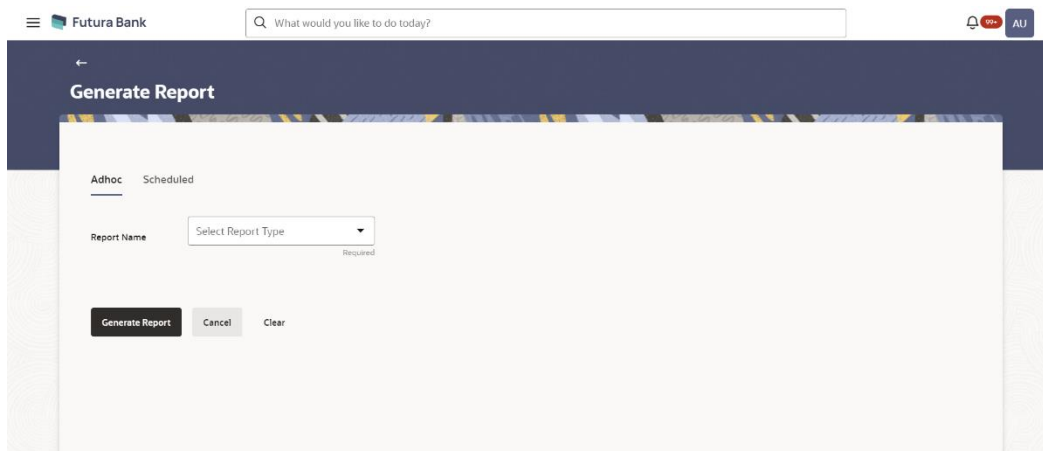 Futura Bank
What would you like to do today?
99+
AU
Generate Report
Adhoc Scheduled
Report Name
Select Report Type
Required
Generate Report Cancel Clear